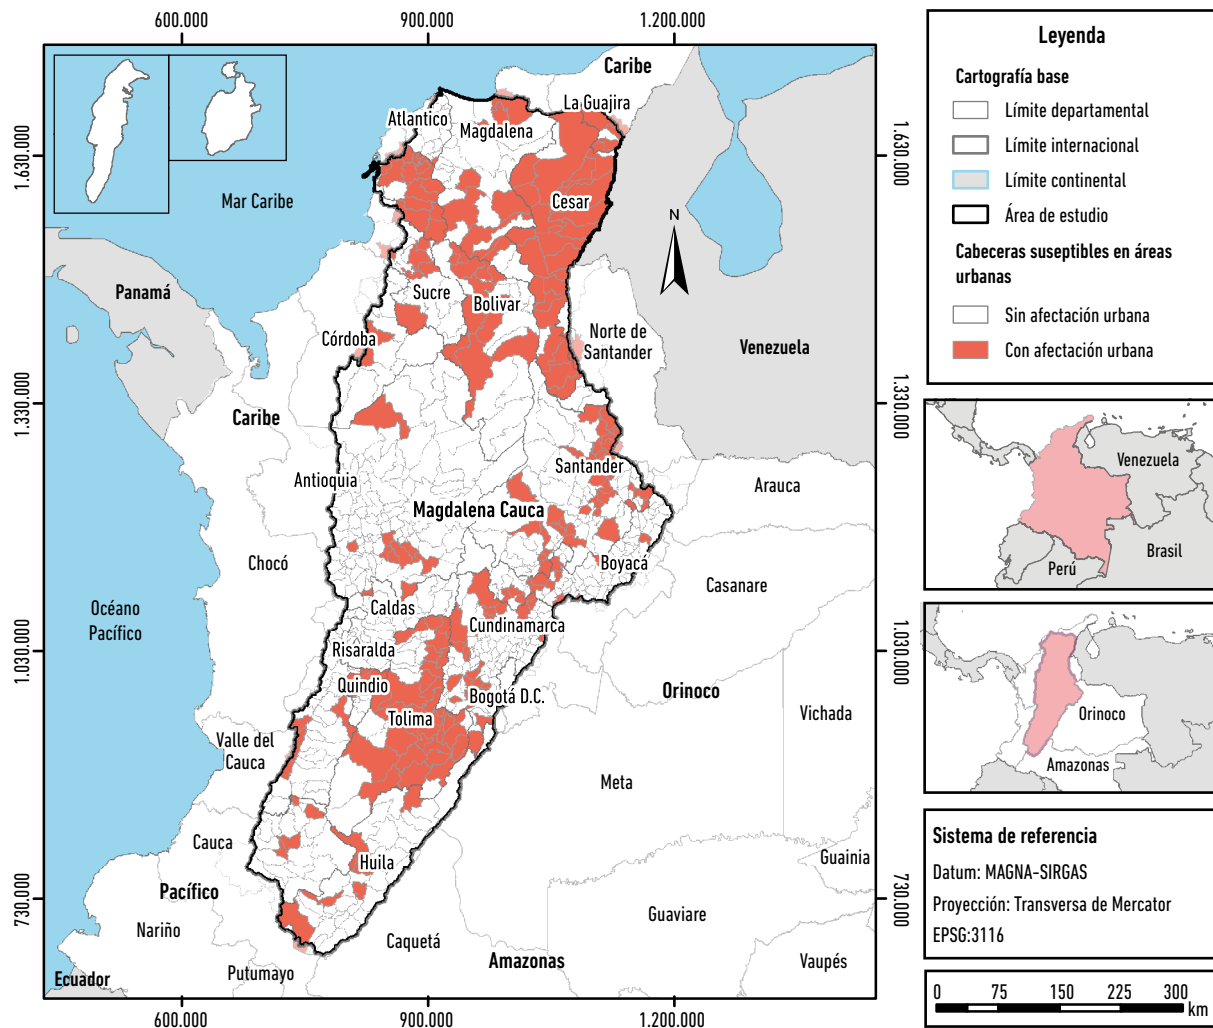 600.000
900.000
1.200.000
1.630.000
1.330.000
1.030.000
730.000
Caribe
La Guajira
Atlantico
Magdalena
Mar Caribe
Cesar
N
Panamá
Sucre
Bolivar
Córdoba
Norte de
Santander
Venezuela
Caribe
Santander
Antioquia
Arauca
Magdalena Cauca
Chocó
Boyacá
Casanare
Océano
Pacífico
Caldas
Cundinamarca
Risaralda
Quindio
Bogotá D.C.
Orinoco
Tolima
Vichada
Valle del
Cauca
Meta
Cauca
Huila
Guainia
Pacífico
Nariño
Guaviare
Caquetá
Amazonas
Vaupés
Putumayo
Ecuador
1.630.000
1.330.000
1.030.000
730.000
600.000
900.000
1.200.000
Leyenda
Cartografía base
Límite departamental
Límite internacional
Límite continental
Área de estudio
Cabeceras suseptibles en áreas
urbanas
Sin afectación urbana
Con afectación urbana
Venezuela
Brasil
Perú
Orinoco
Amazonas
Sistema de referencia
Datum: MAGNA-SIRGAS
Proyección: Transversa de Mercator
EPSG:3116
0 75 150 225 300
km